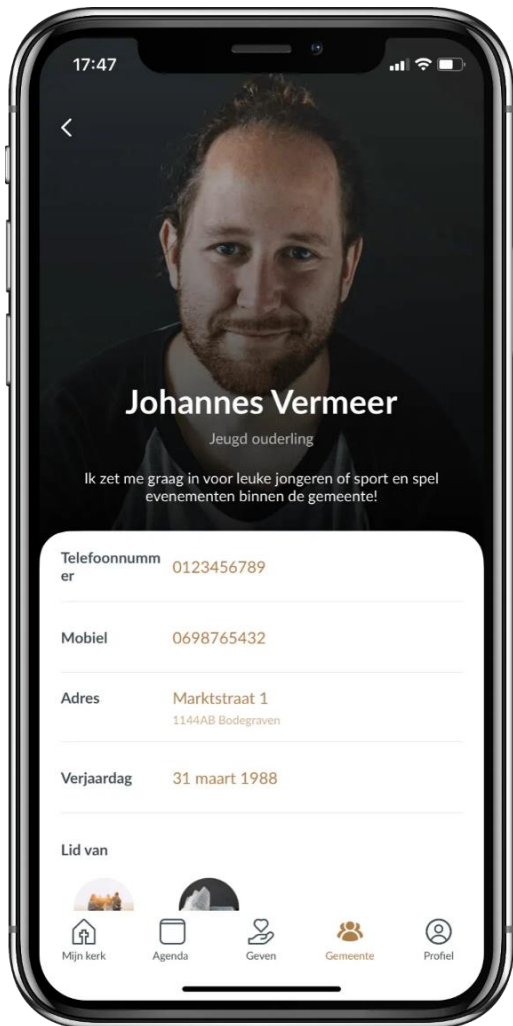 17:47
Johannes Vermeer
Jeugd ouderling
Ik zet me graag in voor leuke jongeren of sport en spel
evenementen binnen de gemeente!
Telefoonnumm
er
0123456789
Mobiel
0698765432
Adres
Marktstraat 1
1144AB Bodegraven
Verjaardag
31 maart 1988
Lid van
Mijn kerk
Agenda
Geven
Gemeente
Profiel